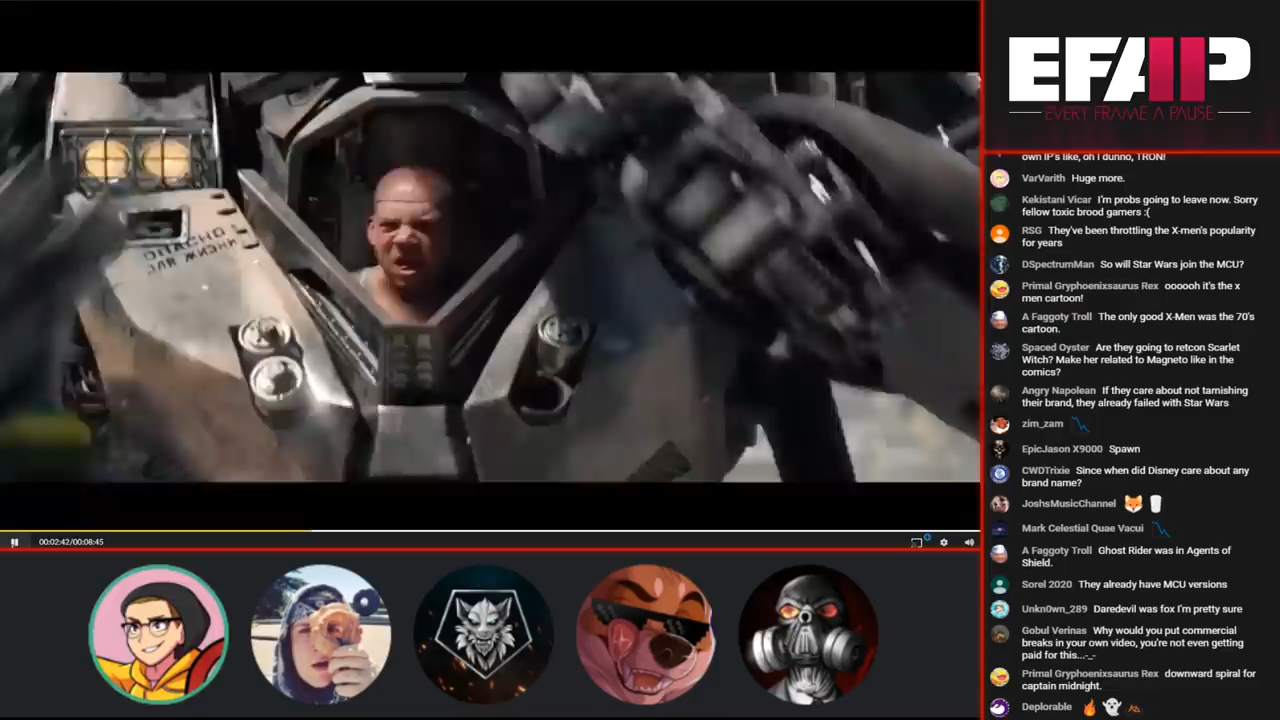 EFAP
EVERY FRAME A PAUSE
own IP's like, oh I dunno, TRON!
VarVarith Huge more.
Kekistani Vicar I'm probs going to leave now. Sorry
fellow toxic brood gamers :(
RSG They've been throttling the X-men's popularity
for years
DSpectrumMan So will Star Wars join the MCU?
Primal Gryphoenixsaurus Rex oooooh it's the x
men cartoon!
A Faggoty Troll The only good X-Men was the 70's
cartoon.
Spaced Oyster Are they going to retcon Scarlet
Witch? Make her related to Magneto like in the
comics?
Angry Napolean If they care about not tarnishing
their brand, they already failed with Star Wars
zim_zam
EpicJason X9000 Spawn
CWDTrixie Since when did Disney care about any
brand name?
JoshsMusicChannel
Mark Celestial Quae Vacui
A Faggoty Troll Ghost Rider was in Agents of
Shield.
Sorel 2020 They already have MCU versions
Unkn0wn_289 Daredevil was fox I'm pretty sure
Gobul Verinas Why would you put commercial
breaks in your own video, you're not even getting
paid for this...-_-
Primal Gryphoenixsaurus Rex downward spiral for
captain midnight.
Deplorable
00:02:42/00:08:45